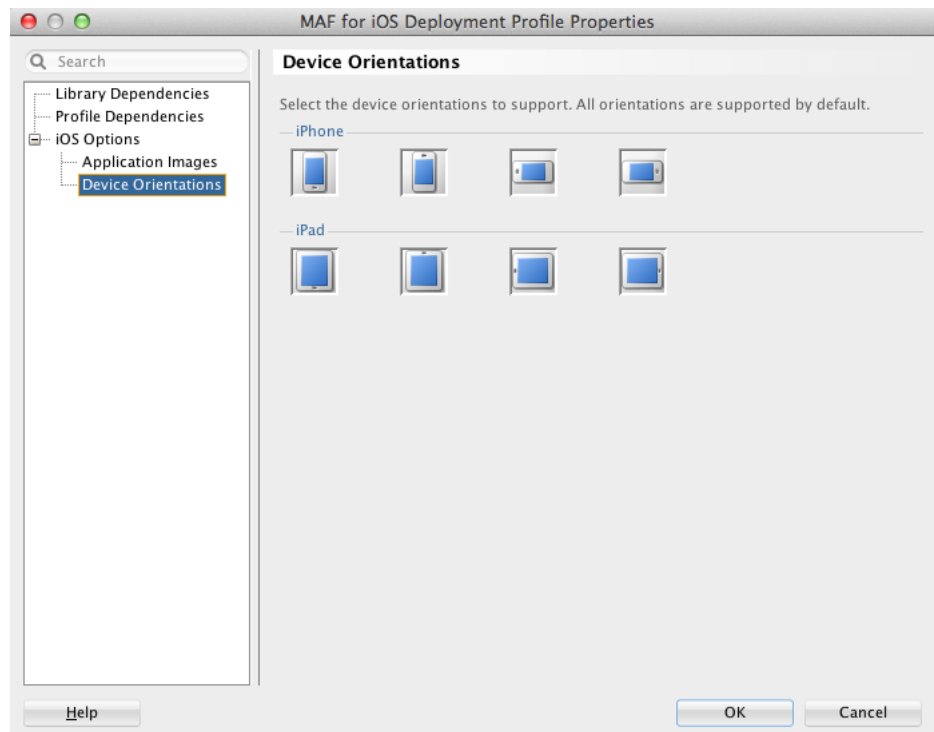 MAF for iOS Deployment Profile Properties
Search
Library Dependencies
Profile Dependencies
iOS Options
Application Images
Device Orientations
Device Orientations
Select the device orientations to support. All orientations are supported by default.
iPhone
iPad
Help
OK
Cancel